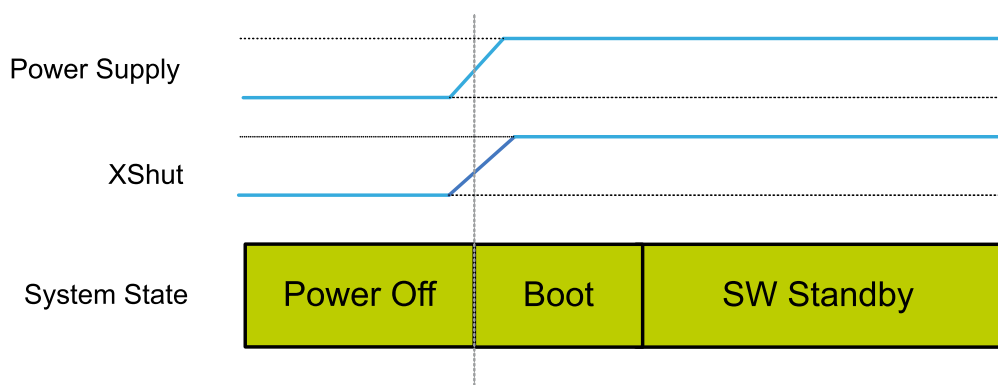 Power Supply
XShut
System State
Power Off
Boot
SW Standby